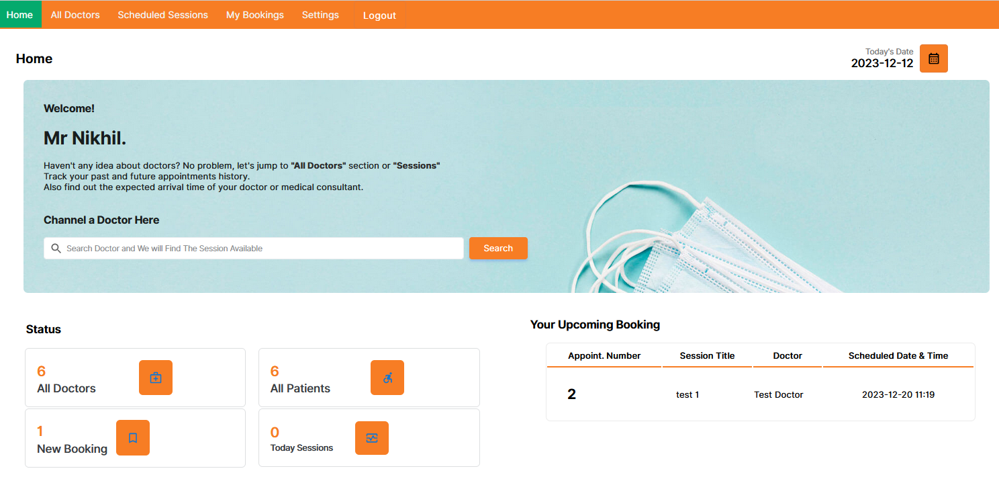 Home All Doctors Scheduled Sessions My Bookings Settings Logout
Home
Today's Date
2023-12-12
Welcome!
Mr Nikhil.
Haven't any idea about doctors? No problem, let's jump to "All Doctors" section or "Sessions"
Track your past and future appointments history.
Also find out the expected arrival time of your doctor or medical consultant.
Channel a Doctor Here
Search Doctor and We will Find The Session Available
Search
Status
6
All Doctors
6
All Patients
1
New Booking
0
Today Sessions
Your Upcoming Booking
Appoint. Number Session Title Doctor Scheduled Date & Time
2 test 1 Test Doctor 2023-12-20 11:19